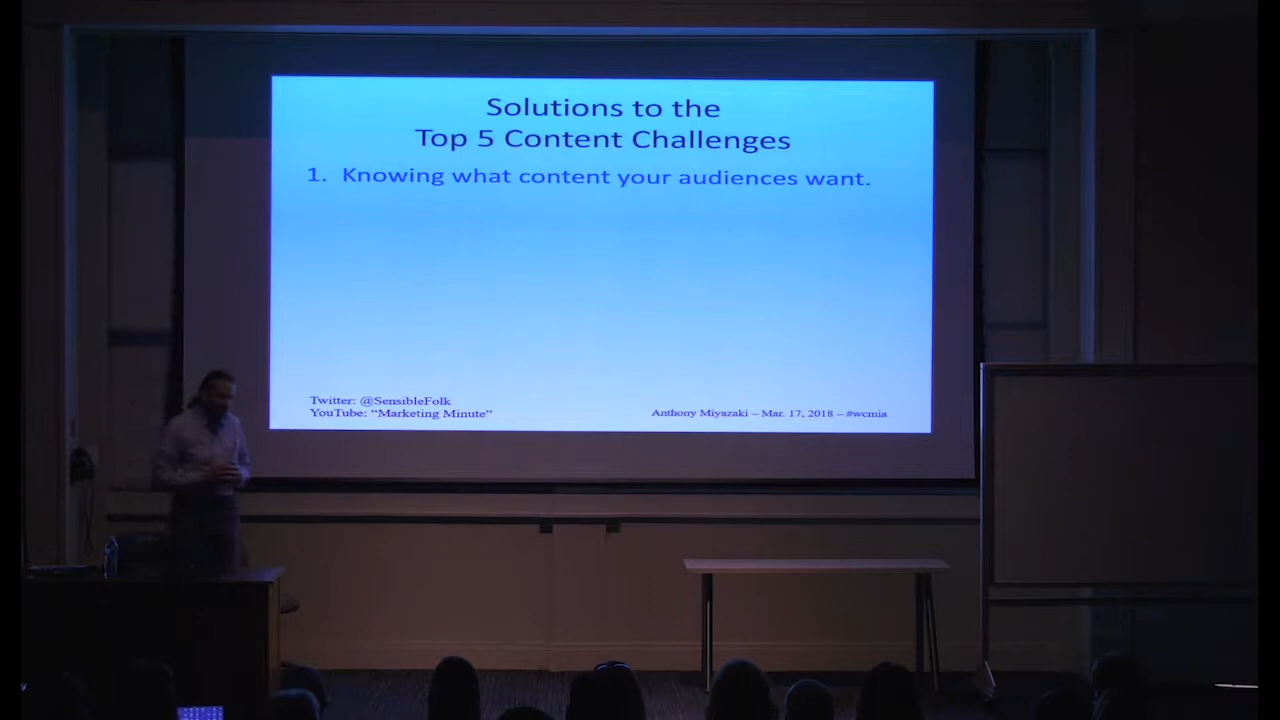 Solutions to the
Top 5 Content Challenges
1. Knowing what content your audiences want.
Twitter: @SensibleFolk
YouTube: “Marketing Minute”
Anthony Miyazaki – Mar. 17, 2018 – #wcmia